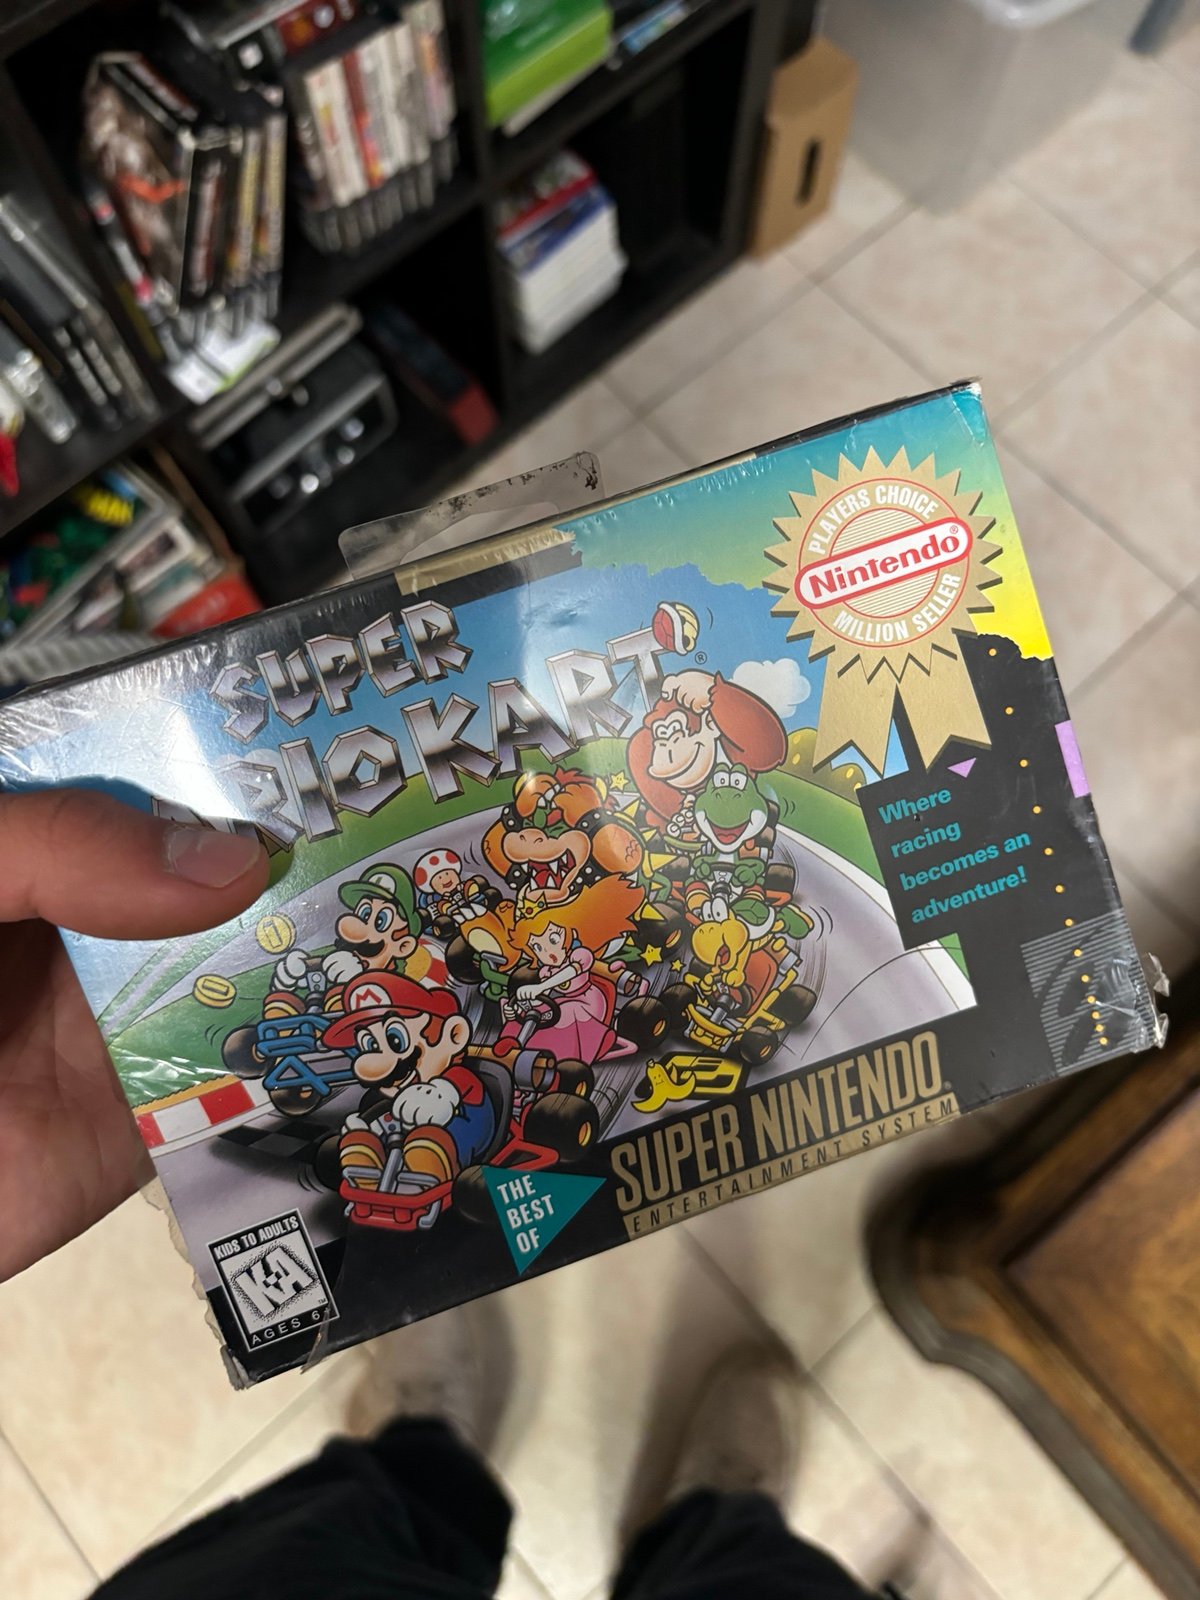 SUPER
RIO KART®
PLAYERS CHOICE
Nintendo®
MILLION SELLER
Where
racing
becomes an
adventure!
M
THE
BEST
OF
SUPER NINTENDO®
ENTERTAINMENT SYSTEM
KIDS TO ADULTS
K-A
TM
AGES 6+